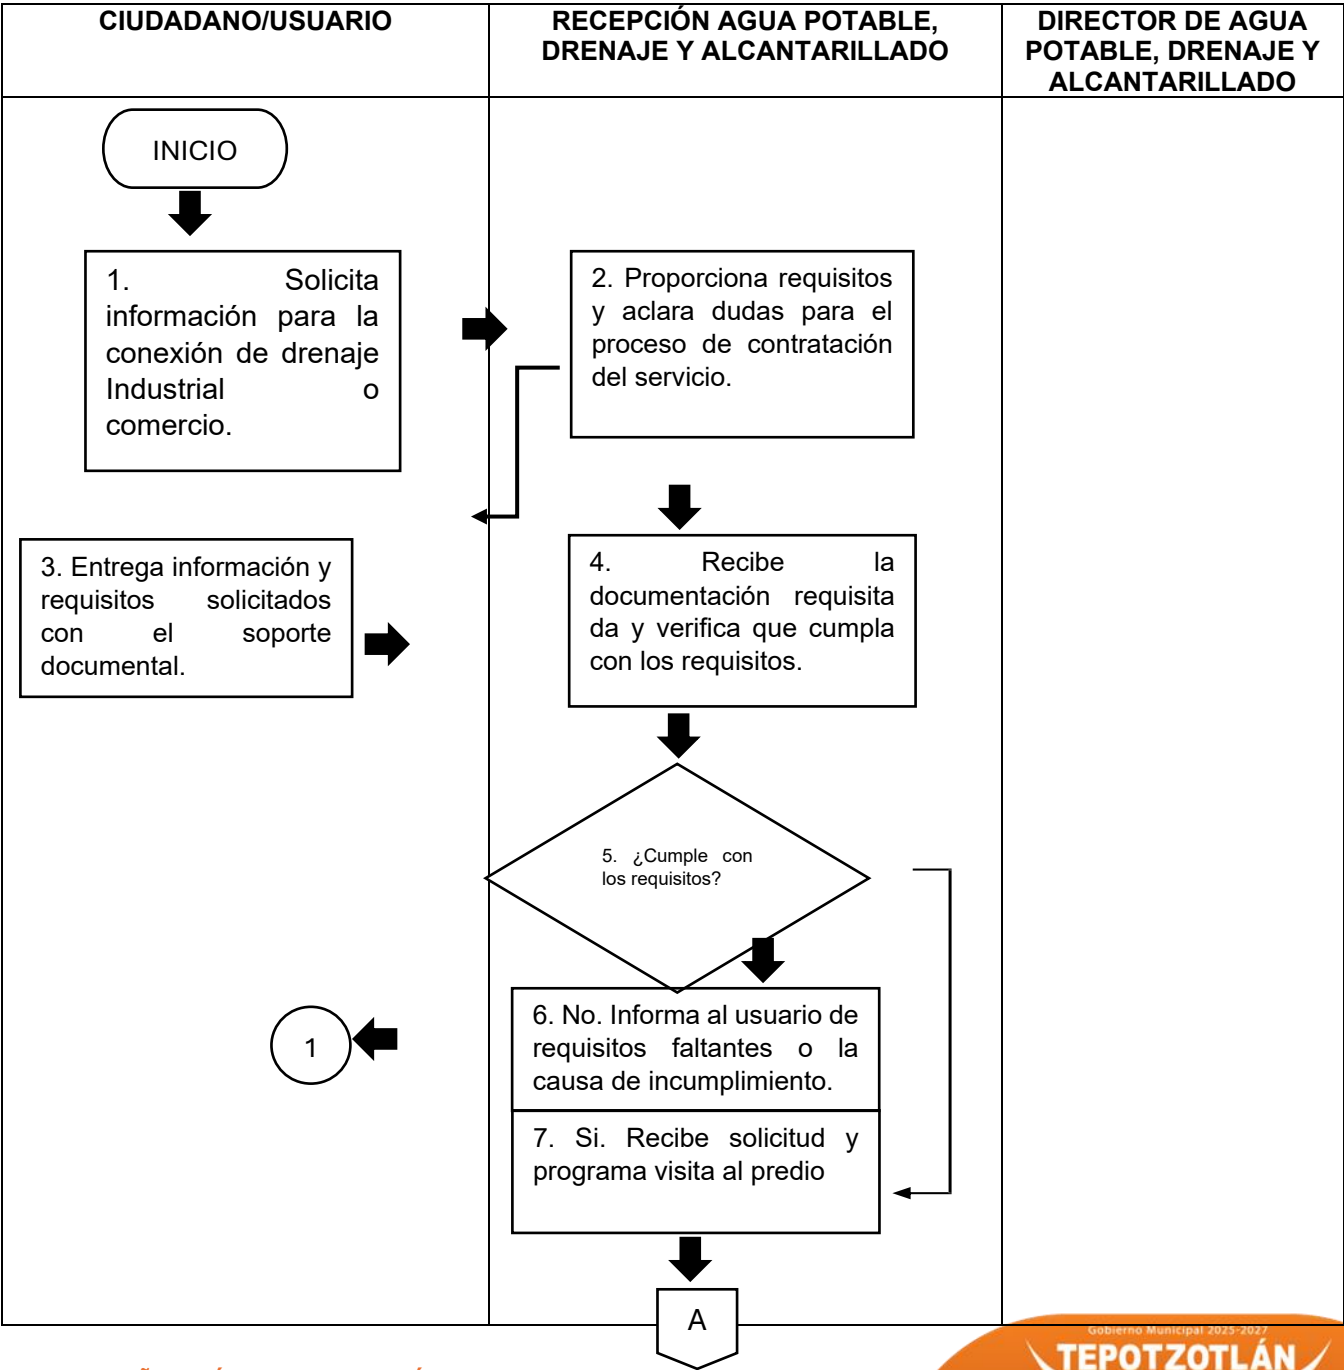 CIUDADANO/USUARIO
RECEPCIÓN AGUA POTABLE,
DRENAJE Y ALCANTARILLADO
DIRECTOR DE AGUA
POTABLE, DRENAJE Y
ALCANTARILLADO
INICIO
1. Solicita
información para la
conexión de drenaje
Industrial o
comercio.
2. Proporciona requisitos
y aclara dudas para el
proceso de contratación
del servicio.
3. Entrega información y
requisitos solicitados
con el soporte
documental.
4. Recibe la
documentación requisita
da y verifica que cumpla
con los requisitos.
5. ¿Cumple con
los requisitos?
6. No. Informa al usuario de
requisitos faltantes o la
causa de incumplimiento.
1
7. Si. Recibe solicitud y
programa visita al predio
A
Gobierno Municipal 2025-2027
TEPOTZOTLÁN